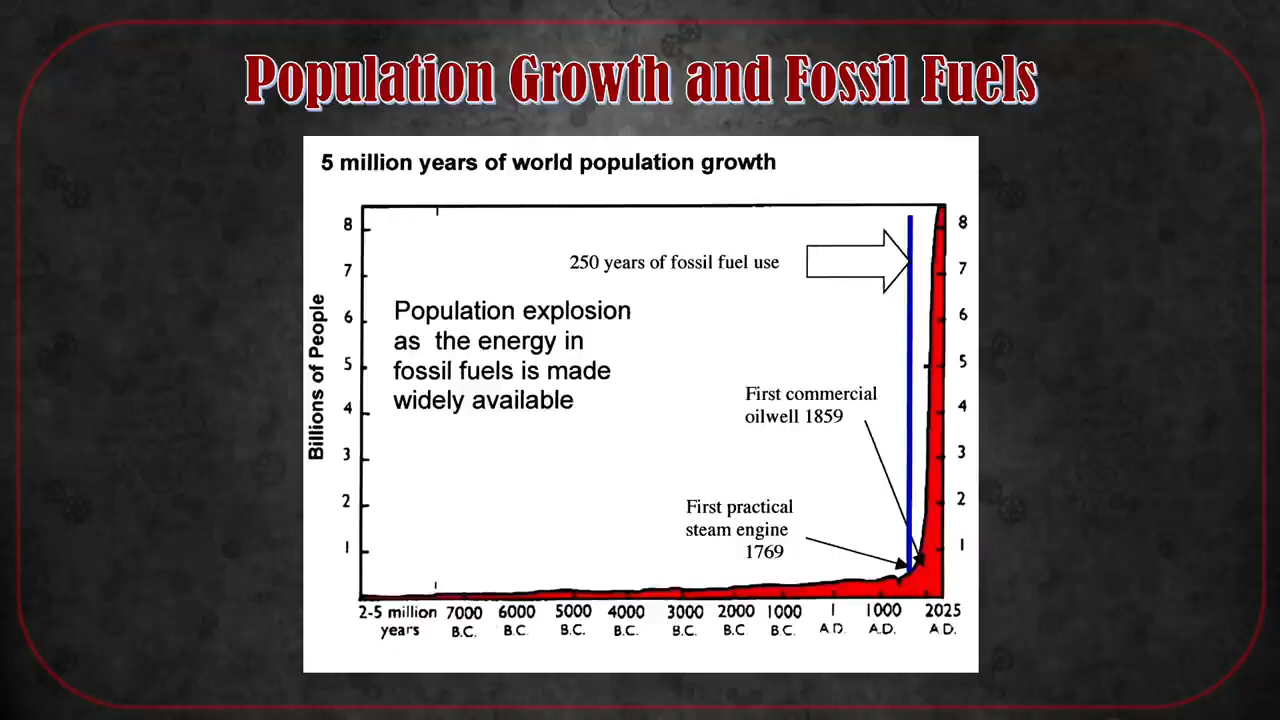 Population Growth and Fossil Fuels
5 million years of world population growth
8
7
6
5
4
3
2
1
Billions of People
250 years of fossil fuel use
Population explosion
as the energy in
fossil fuels is made
widely available
First commercial
oilwell 1859
First practical
steam engine
1769
8
7
6
5
4
3
2
1
2-5 million 7000 6000 5000 4000 3000 2000 1000 1 1000 2025
years B.C. B.C. B.C. B.C. B.C. B.C. B.C. A.D. A.D. A.D.